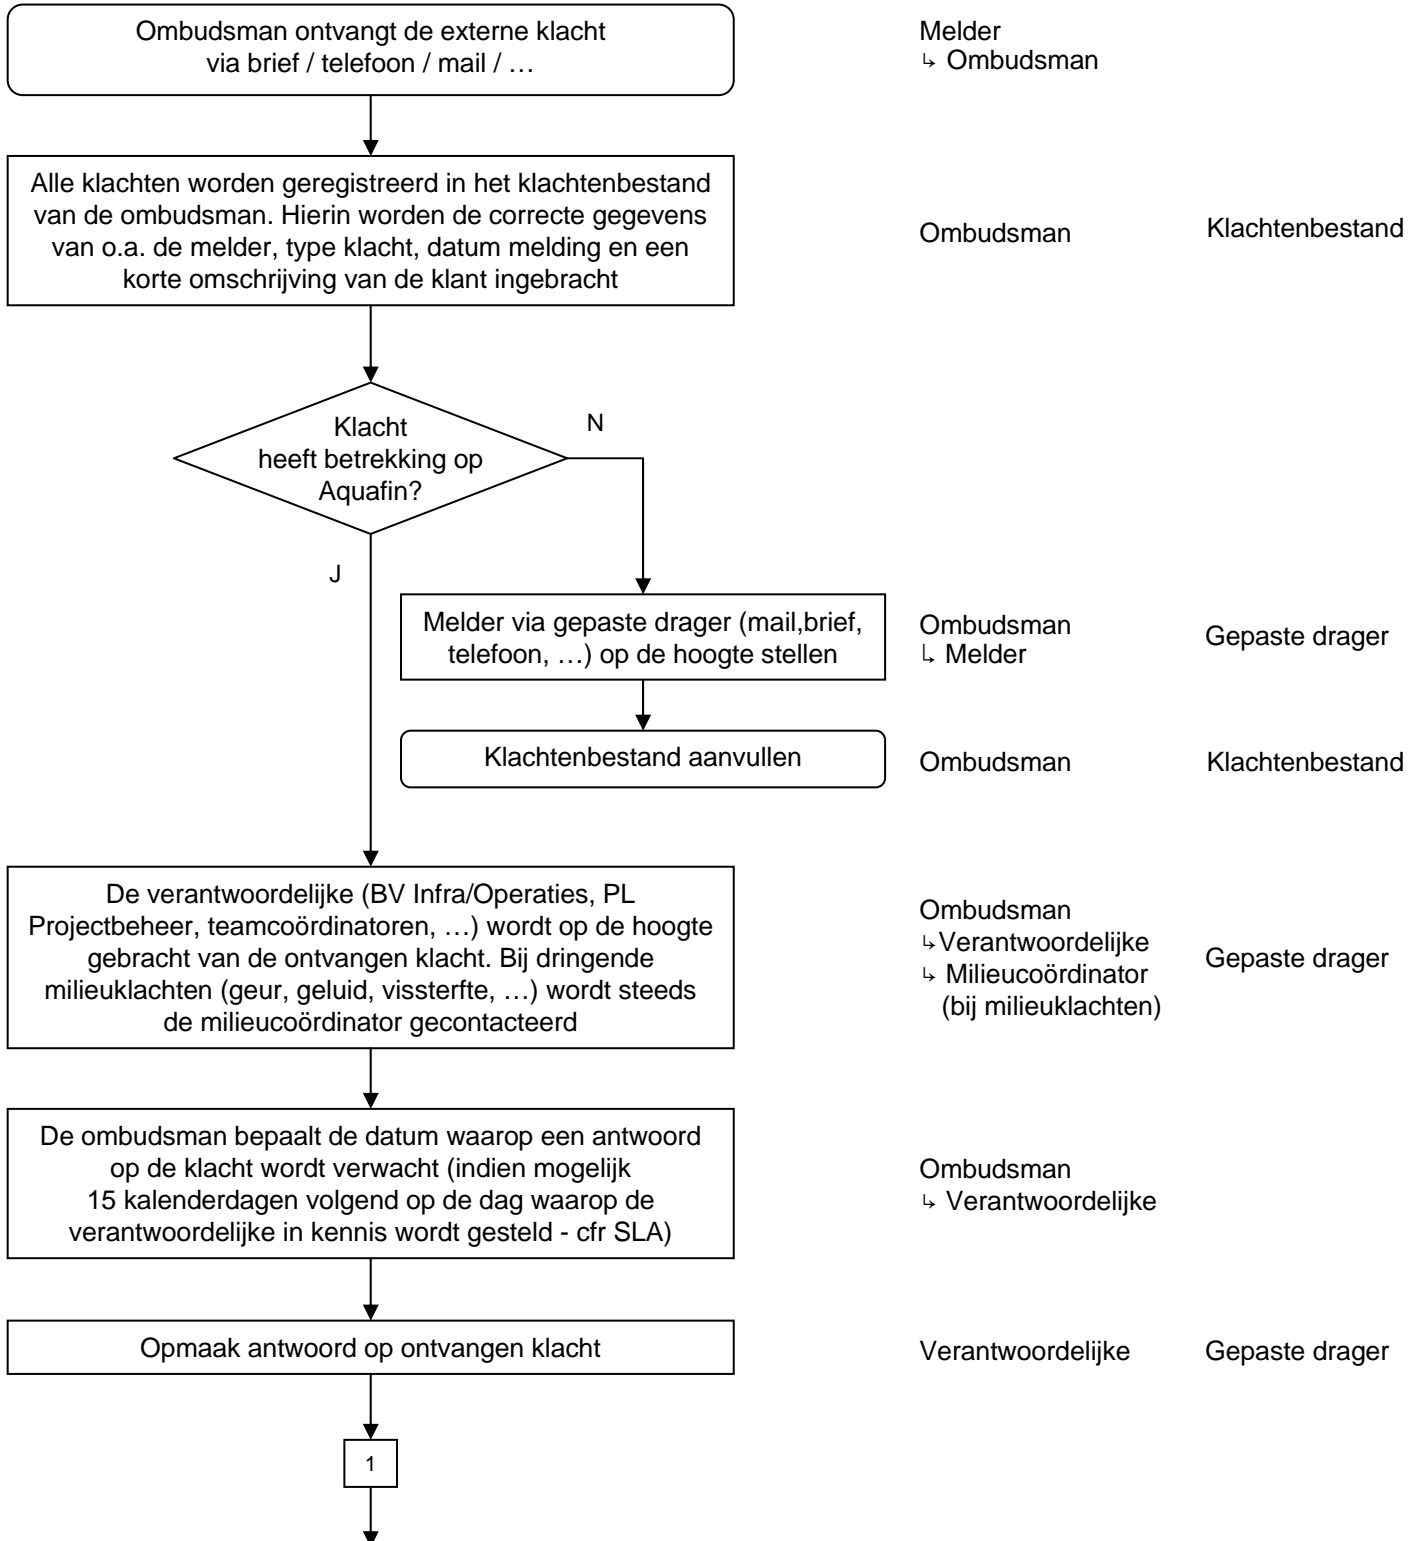 Ombudsman ontvangt de externe klacht
via brief / telefoon / mail / …
Melder
↳ Ombudsman
Alle klachten worden geregistreerd in het klachtenbestand
van de ombudsman. Hierin worden de correcte gegevens
van o.a. de melder, type klacht, datum melding en een
korte omschrijving van de klant ingebracht
Ombudsman
Klachtenbestand
Klacht
heeft betrekking op
Aquafin?
N
J
Melder via gepaste drager (mail,brief,
telefoon, …) op de hoogte stellen
Ombudsman
↳ Melder
Gepaste drager
Klachtenbestand aanvullen
Ombudsman
Klachtenbestand
De verantwoordelijke (BV Infra/Operaties, PL
Projectbeheer, teamcoördinatoren, …) wordt op de hoogte
gebracht van de ontvangen klacht. Bij dringende
milieuklachten (geur, geluid, vissterfte, …) wordt steeds
de milieucoördinator gecontacteerd
Ombudsman
↳Verantwoordelijke
↳ Milieucoördinator
(bij milieuklachten)
Gepaste drager
De ombudsman bepaalt de datum waarop een antwoord
op de klacht wordt verwacht (indien mogelijk
15 kalenderdagen volgend op de dag waarop de
verantwoordelijke in kennis wordt gesteld - cfr SLA)
Ombudsman
↳ Verantwoordelijke
Opmaak antwoord op ontvangen klacht
Verantwoordelijke
Gepaste drager
1